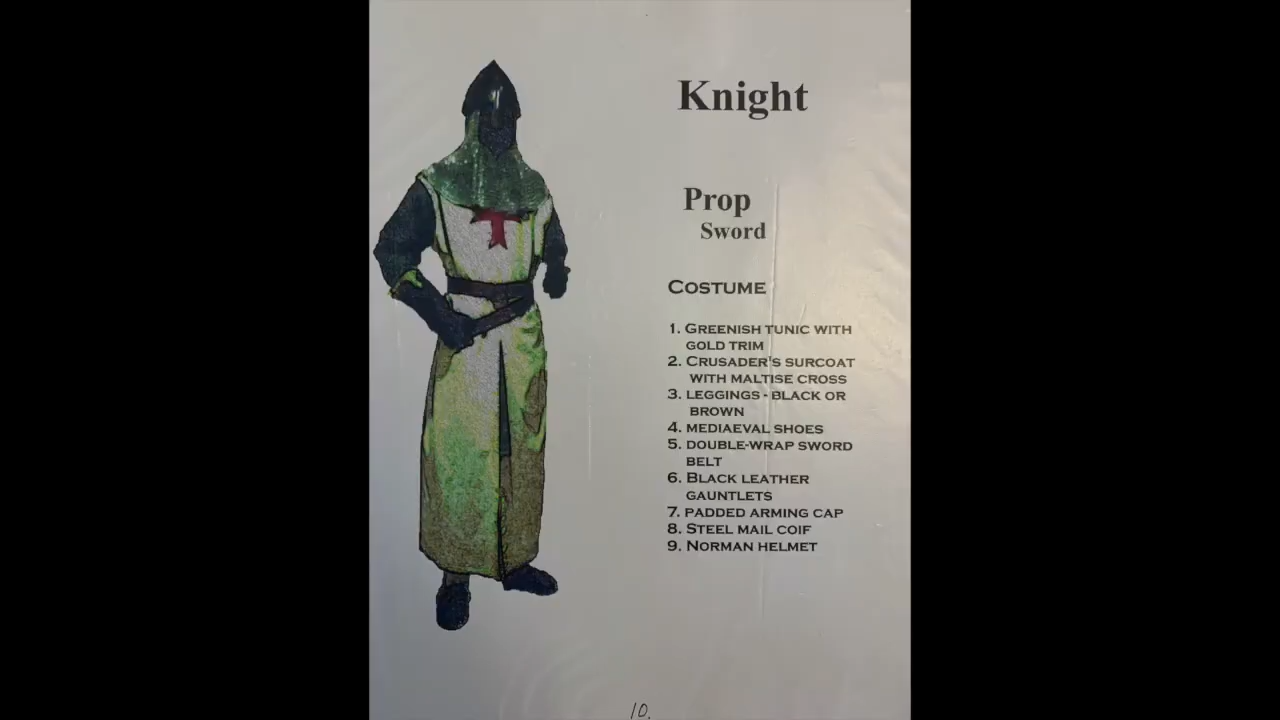 Knight
Prop
Sword
COSTUME
1. GREENISH TUNIC WITH
GOLD TRIM
2. CRUSADER'S SURCOAT
WITH MALTISE CROSS
3. LEGGINGS - BLACK OR
BROWN
4. MEDIAEVAL SHOES
5. DOUBLE-WRAP SWORD
BELT
6. BLACK LEATHER
GAUNTLETS
7. PADDED ARMING CAP
8. STEEL MAIL COIF
9. NORMAN HELMET
10.